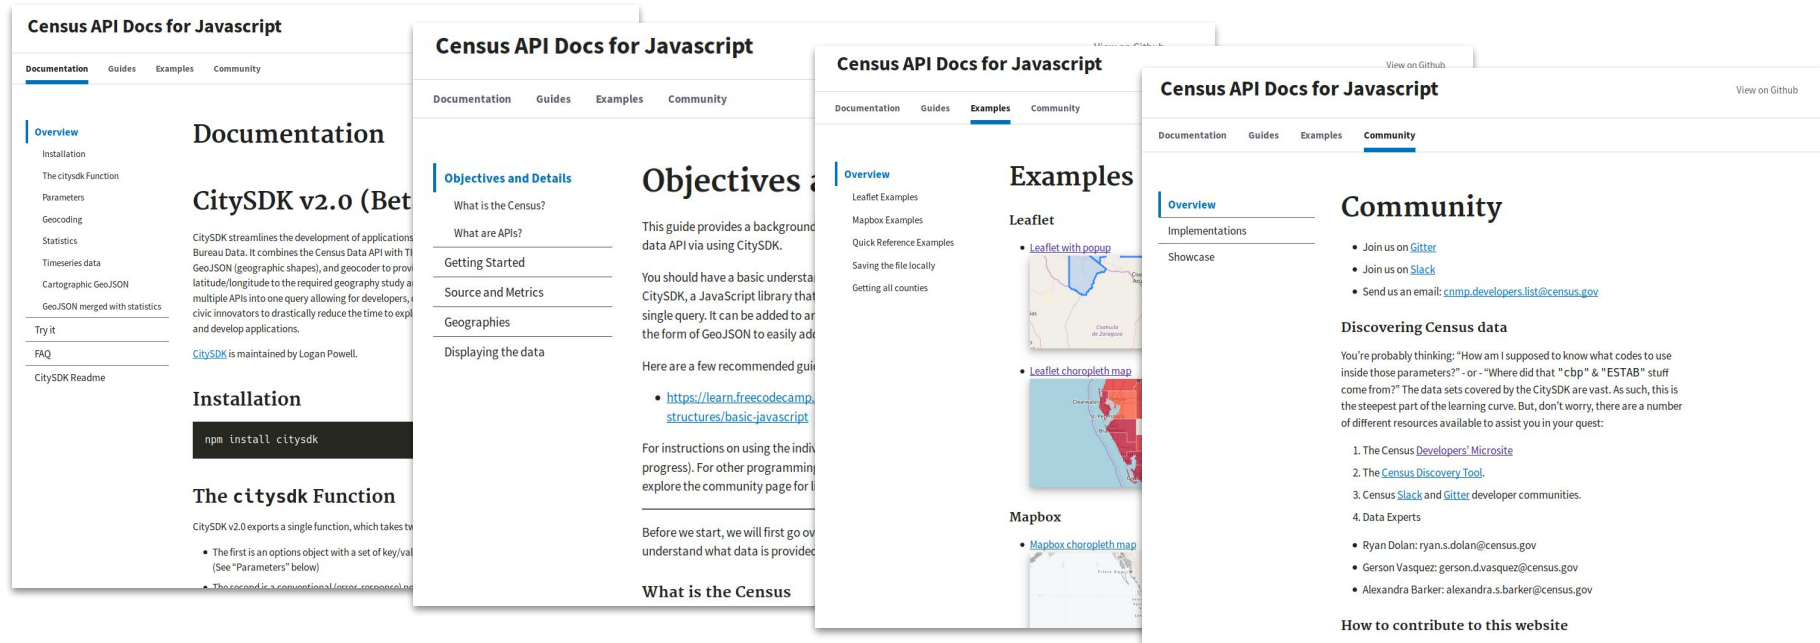 Census API Docs for Javascript
Documentation Guides Examples Community
Overview
Installation
The citysdk Function
Parameters
Geocoding
Statistics
Timeseries data
Cartographic GeoJSON
GeoJSON merged with statistics
Try it
FAQ
CitySDK Readme
Documentation
CitySDK v2.0 (Bet
CitySDK streamlines the development of applications
Bureau Data. It combines the Census Data API with
GeoJSON (geographic shapes), and geocoder to
latitude/longitude to the required geography study
multiple APIs into one query allowing for developers,
civic innovators to drastically reduce the time to
and develop applications.
CitySDK is maintained by Logan Powell.
Installation
npm install citysdk
The citysdk Function
CitySDK v2.0 exports a single function, which takes
The first is an options object with a set of
(See “Parameters” below)
Census API Docs for Javascript
View on Github
Documentation Guides Examples Community
Objectives and Details
What is the Census?
What are APIs?
Getting Started
Source and Metrics
Geographies
Displaying the data
Objectives
This guide provides a background
data API via using CitySDK.
You should have a basic
CitySDK, a JavaScript library that
single query. It can be added to
the form of GeoJSON to easily
Here are a few recommended
https://learn.freecodecamp.
structures/basic-javascript
For instructions on using the
progress). For other programming
explore the community page for
Before we start, we will first go
understand what data is provided
What is the Census
Census API Docs for Javascript
View on Github
Documentation Guides Examples Community
Overview
Leaflet Examples
Mapbox Examples
Quick Reference Examples
Saving the file locally
Getting all counties
Examples
Leaflet
Leaflet with popup
Coahuila
de Zaragoza
Leaflet choropleth map
Clearwater
Mapbox
Mapbox choropleth map
Census API Docs for Javascript
View on Github
Documentation Guides Examples Community
Overview
Implementations
Showcase
Community
Join us on Gitter
Join us on Slack
Send us an email: cnmp.developers.list@census.gov
Discovering Census data
You’re probably thinking: “How am I supposed to know what codes to use
inside those parameters?” - or - “Where did that "cbp" & "ESTAB" stuff
come from?” The data sets covered by the CitySDK are vast. As such, this is
the steepest part of the learning curve. But, don’t worry, there are a number
of different resources available to assist you in your quest:
1. The Census Developers’ Microsite
2. The Census Discovery Tool.
3. Census Slack and Gitter developer communities.
4. Data Experts
Ryan Dolan: ryan.s.dolan@census.gov
Gerson Vasquez: gerson.d.vasquez@census.gov
Alexandra Barker: alexandra.s.barker@census.gov
How to contribute to this website